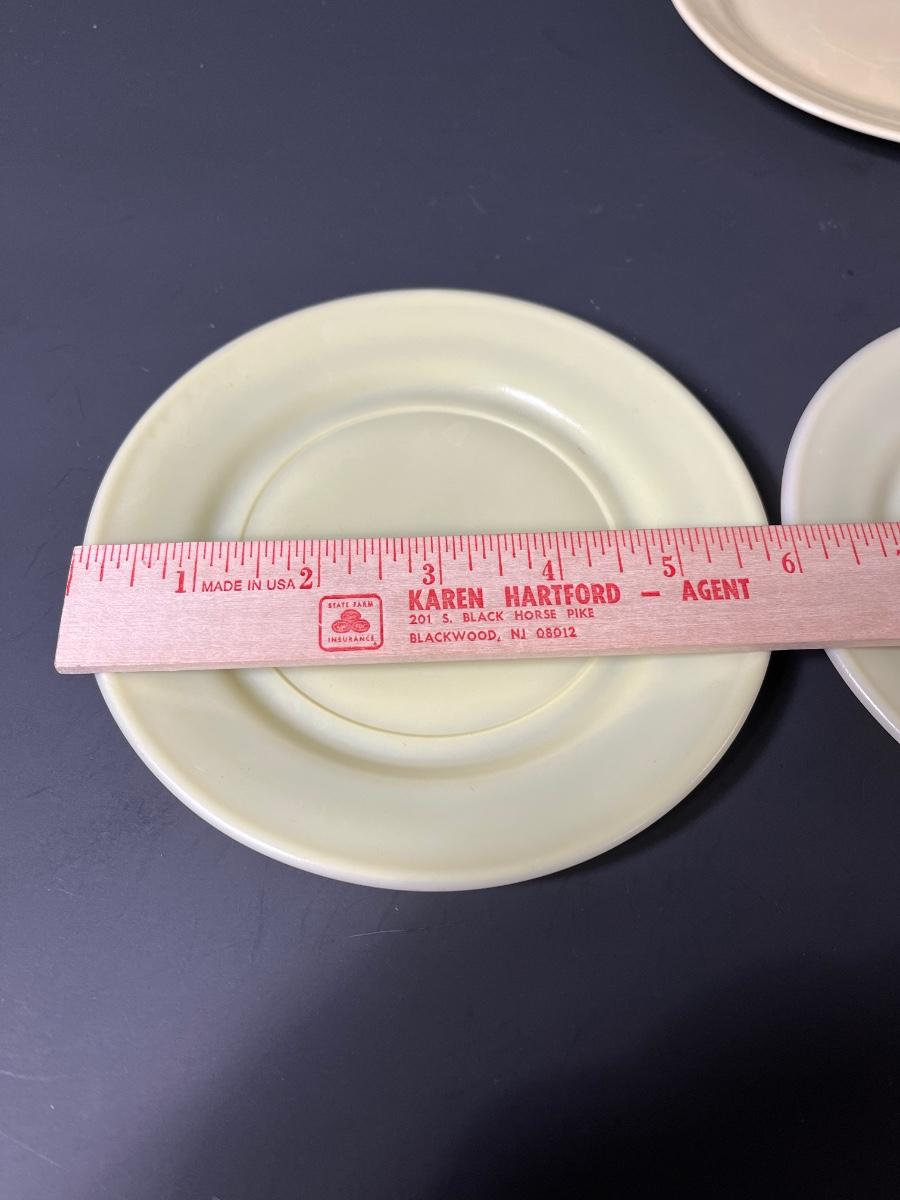 1 2 3 4 5 6
MADE IN USA
STATE FARM
INSURANCE
KAREN HARTFORD — AGENT
201 S. BLACK HORSE PIKE
BLACKWOOD, NJ 08012